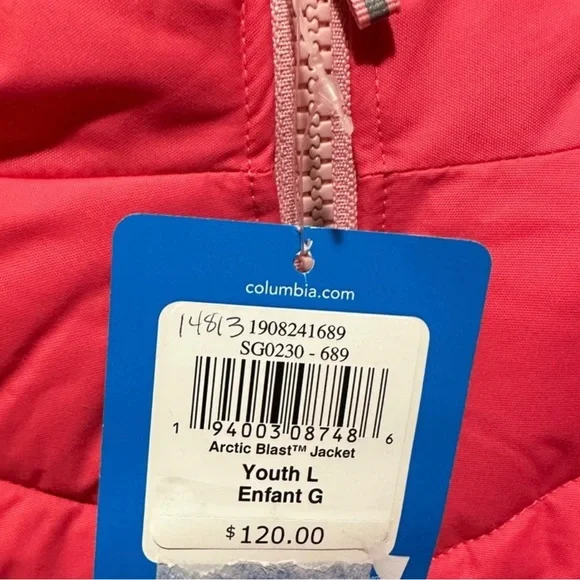 columbia.com
14813 1908241689
SG0230 - 689
1 94003 08748 6
Arctic Blast™ Jacket
Youth L
Enfant G
$120.00